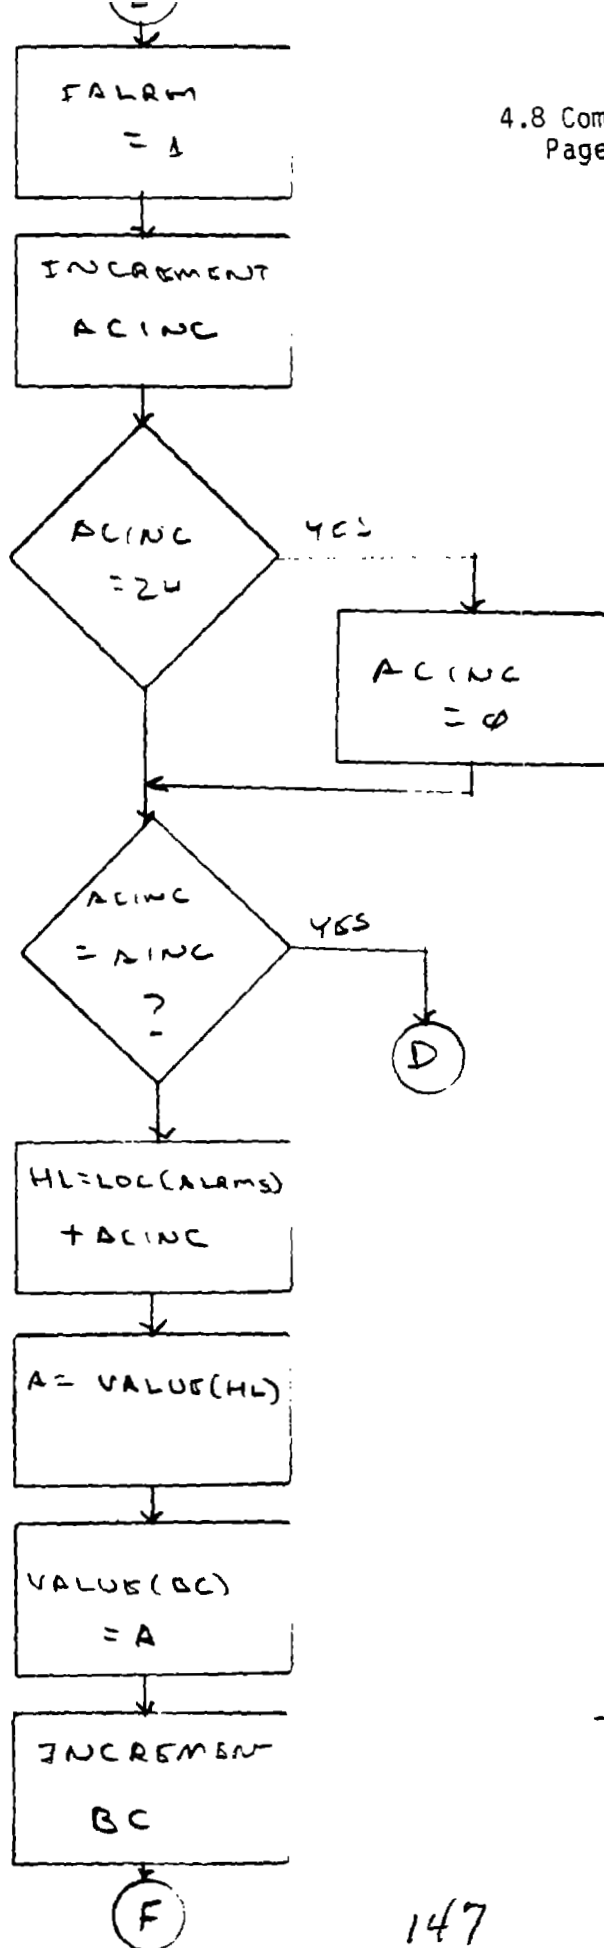 FALRM
= 1
4.8 Com
Page
INCREMENT
ACINC
ACINC
=24
YES
ACINC
= φ
ACINC
= AINC
?
YES
D
HL=LOC(ALRMS)
+ ACINC
A= VALUE(HL)
VALUE(BC)
= A
INCREMEN
BC
F
147